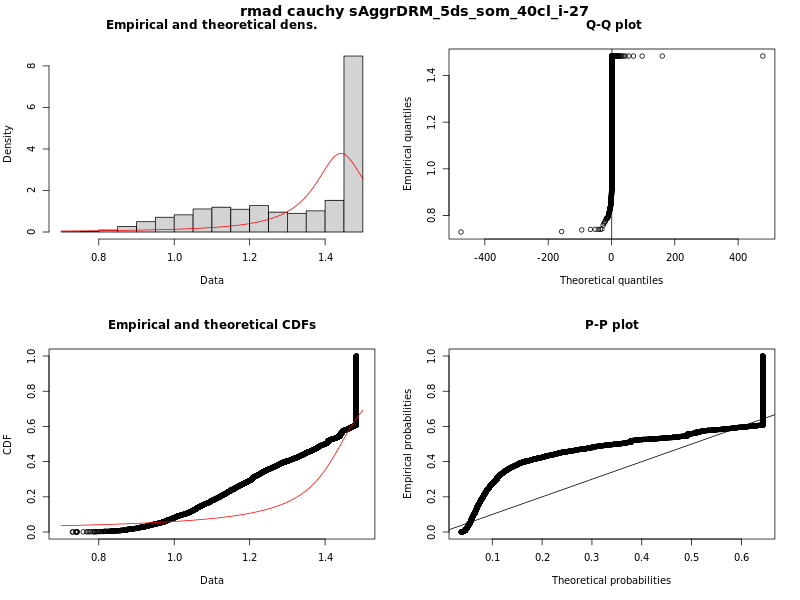 rmad cauchy sAggrDRM_5ds_som_40cl_i-27
Empirical and theoretical dens.
Density
0 2 4 6 8
0.8 1.0 1.2 1.4
Data
Q-Q plot
Empirical quantiles
0.8 1.0 1.2 1.4
-400 -200 0 200 400
Theoretical quantiles
Empirical and theoretical CDFs
CDF
0.0 0.2 0.4 0.6 0.8 1.0
0.8 1.0 1.2 1.4
Data
P-P plot
Empirical probabilities
0.0 0.2 0.4 0.6 0.8 1.0
0.1 0.2 0.3 0.4 0.5 0.6
Theoretical probabilities